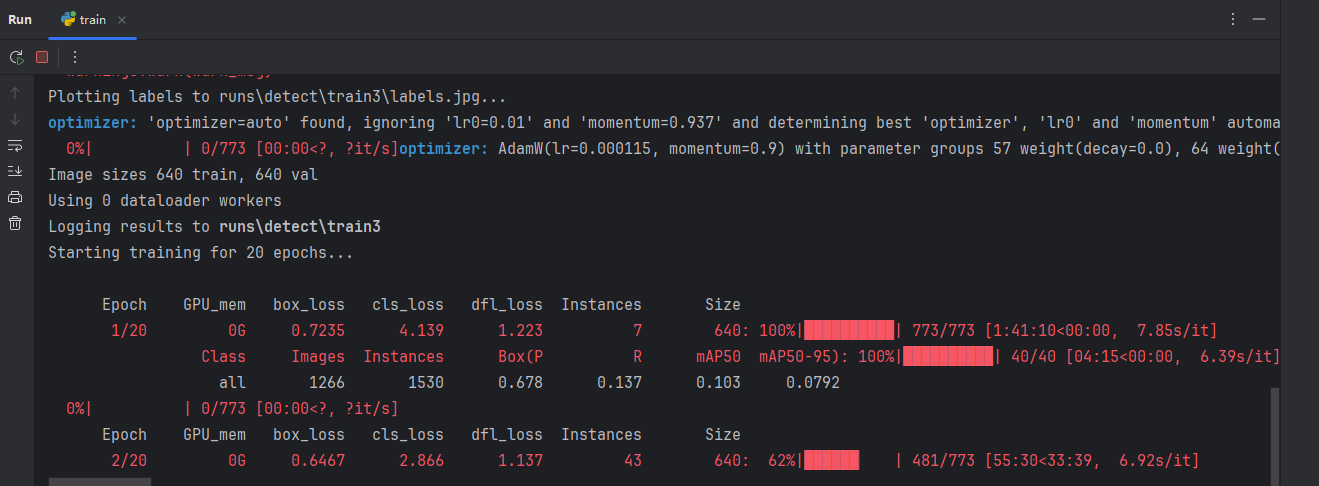 Run train
Plotting labels to runs\detect\train3\labels.jpg...
optimizer: 'optimizer=auto' found, ignoring 'lr0=0.01' and 'momentum=0.937' and determining best 'optimizer', 'lr0' and 'momentum' automa
0%| | 0/773 [00:00<?, ?it/s]optimizer: AdamW(lr=0.000115, momentum=0.9) with parameter groups 57 weight(decay=0.0), 64 weight(
Image sizes 640 train, 640 val
Using 0 dataloader workers
Logging results to runs\detect\train3
Starting training for 20 epochs...
Epoch GPU_mem box_loss cls_loss dfl_loss Instances Size
1/20 0G 0.7235 4.139 1.223 7 640: 100%|██████████| 773/773 [1:41:10<00:00, 7.85s/it]
Class Images Instances Box(P R mAP50 mAP50-95): 100%|██████████| 40/40 [04:15<00:00, 6.39s/it]
all 1266 1530 0.678 0.137 0.103 0.0792
0%| | 0/773 [00:00<?, ?it/s]
Epoch GPU_mem box_loss cls_loss dfl_loss Instances Size
2/20 0G 0.6467 2.866 1.137 43 640: 62%|██████ | 481/773 [55:30<33:39, 6.92s/it]